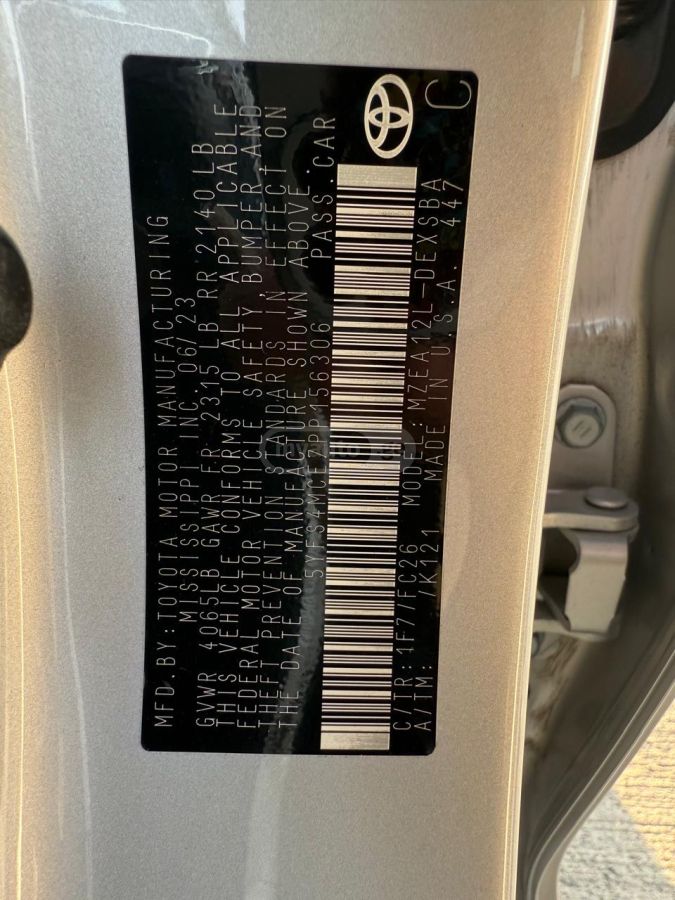 MFD.BY:TOYOTA MOTOR MANUFACTURING
MISSISSIPPI INC. 06/23
GVWR 4065LB GAWR FR 2315 LB RR 2140LB
THIS VEHICLE CONFORMS TO ALL APPLICABLE
FEDERAL MOTOR VEHICLE SAFETY, BUMPER, AND
THEFT PREVENTION STANDARDS IN EFFECT ON
THE DATE OF MANUFACTURE SHOWN ABOVE.
PASS.CAR
C/TR: 1F7/FC26 MODEL: MZEA12L-DEXSBA
A/TM: /K121 MADE IN U.S.A. 447
C